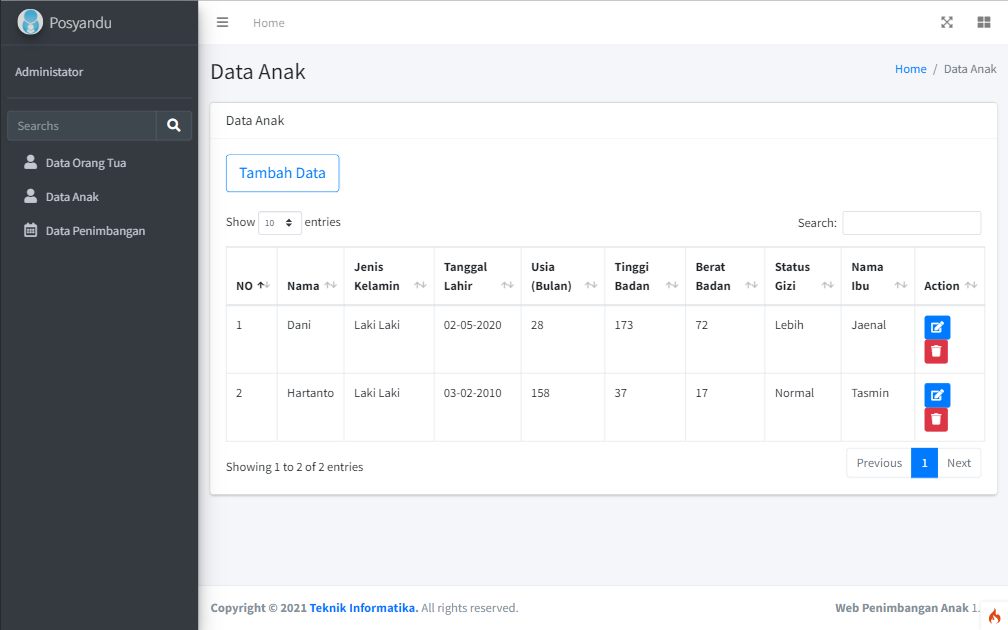 Posyandu
Home
Administator
Data Anak
Home / Data Anak
Searchs
Data Orang Tua
Data Anak
Data Penimbangan
Data Anak
Tambah Data
Show 10 entries
Search:
NO Nama Jenis Kelamin Tanggal Lahir Usia (Bulan) Tinggi Badan Berat Badan Status Gizi Nama Ibu Action
1 Dani Laki Laki 02-05-2020 28 173 72 Lebih Jaenal
2 Hartanto Laki Laki 03-02-2010 158 37 17 Normal Tasmin
Showing 1 to 2 of 2 entries
Previous 1 Next
Copyright © 2021 Teknik Informatika. All rights reserved.
Web Penimbangan Anak 1.